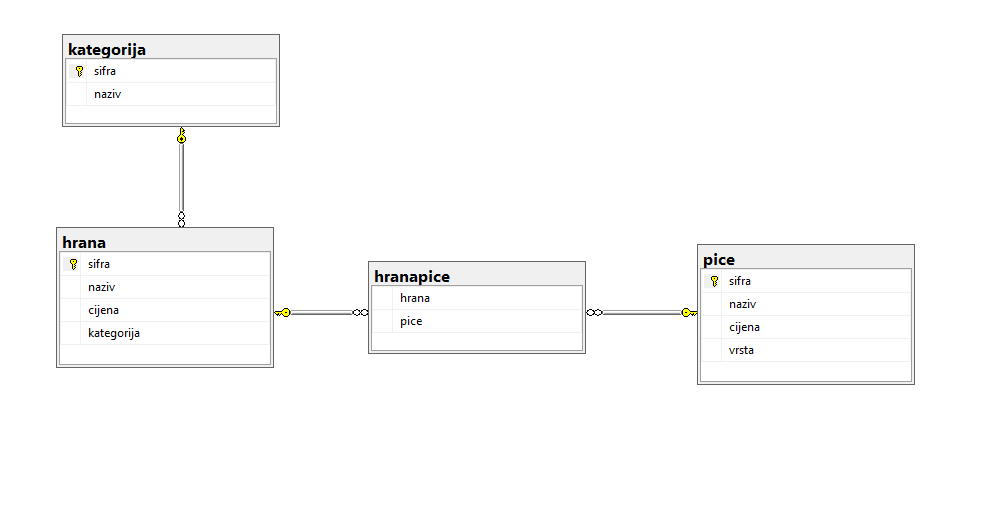 kategorija
sifra
naziv
hrana
sifra
naziv
cijena
kategorija
hranapice
hrana
pice
pice
sifra
naziv
cijena
vrsta